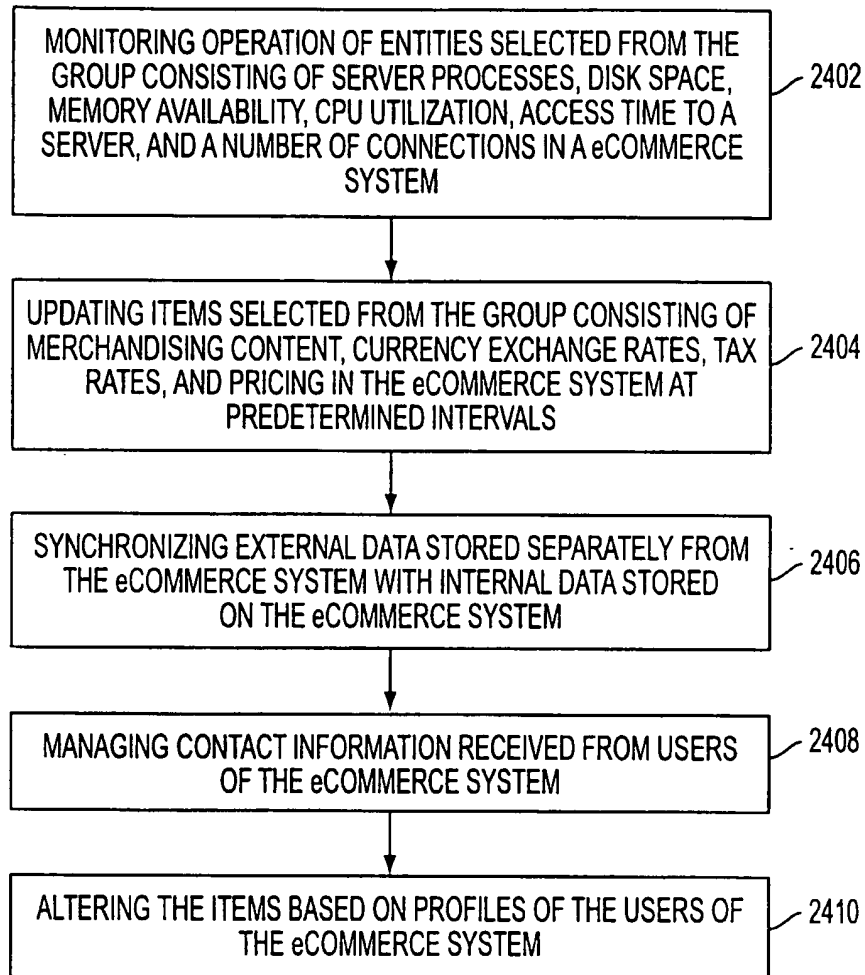 MONITORING OPERATION OF ENTITIES SELECTED FROM THE
GROUP CONSISTING OF SERVER PROCESSES, DISK SPACE,
MEMORY AVAILABILITY, CPU UTILIZATION, ACCESS TIME TO A
SERVER, AND A NUMBER OF CONNECTIONS IN A eCOMMERCE
SYSTEM
2402
UPDATING ITEMS SELECTED FROM THE GROUP CONSISTING OF
MERCHANDISING CONTENT, CURRENCY EXCHANGE RATES, TAX
RATES, AND PRICING IN THE eCOMMERCE SYSTEM AT
PREDETERMINED INTERVALS
2404
SYNCHRONIZING EXTERNAL DATA STORED SEPARATELY FROM
THE eCOMMERCE SYSTEM WITH INTERNAL DATA STORED
ON THE eCOMMERCE SYSTEM
2406
MANAGING CONTACT INFORMATION RECEIVED FROM USERS
OF THE eCOMMERCE SYSTEM
2408
ALTERING THE ITEMS BASED ON PROFILES OF THE USERS OF
THE eCOMMERCE SYSTEM
2410